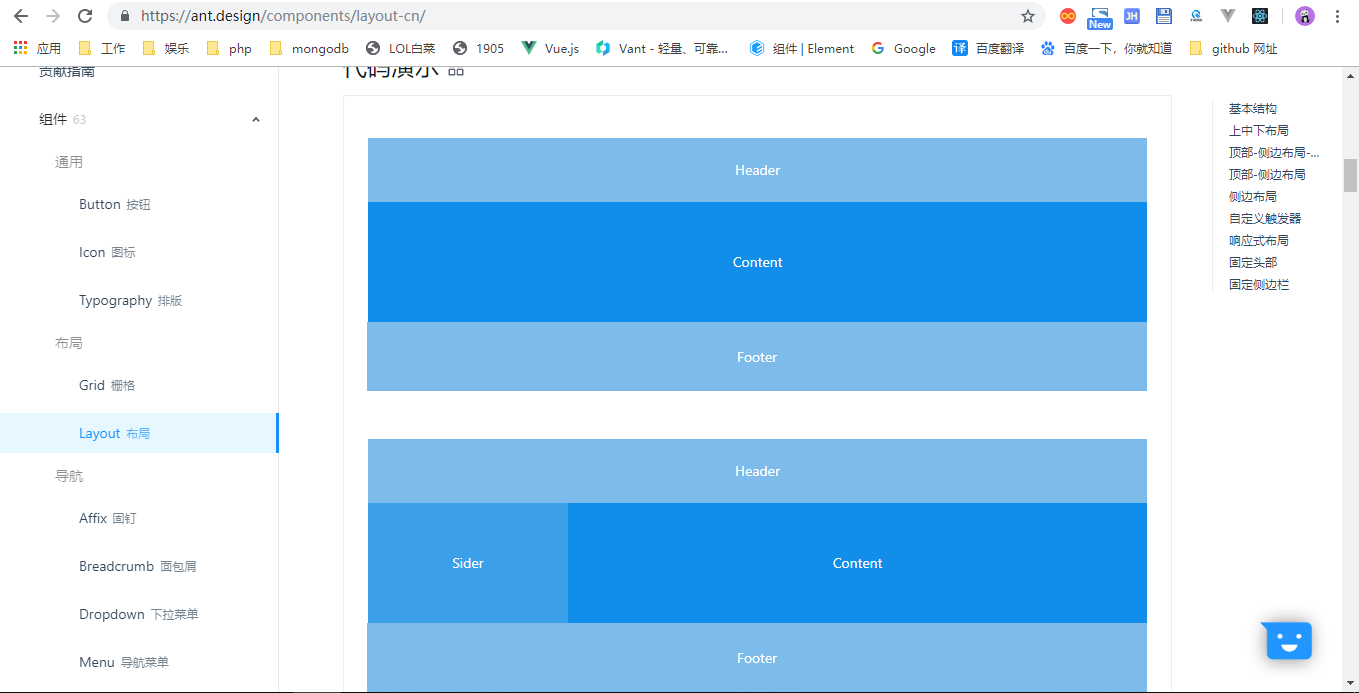 https://ant.design/components/layout-cn/
New
JH
应用 工作 娱乐 php mongodb LOL白菜 1905 Vue.js Vant - 轻量、可靠... 组件 | Element Google 译 百度翻译 百度一下，你就知道 github 网址
贡献指南
代码演示
组件 63
通用
Button 按钮
Icon 图标
Typography 排版
布局
Grid 栅格
Layout 布局
导航
Affix 固钉
Breadcrumb 面包屑
Dropdown 下拉菜单
Menu 导航菜单
Header
Content
Footer
Header
Sider Content
Footer
基本结构
上中下布局
顶部-侧边布局-...
顶部-侧边布局
侧边布局
自定义触发器
响应式布局
固定头部
固定侧边栏